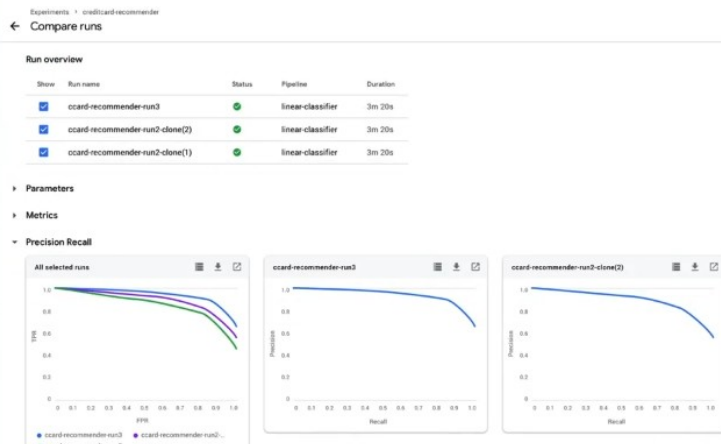 Experiments > creditcard-recommender
Compare runs
Run overview
Show Run name Status Pipeline Duration
ccard-recommender-run3 linear-classifier 3m 20s
ccard-recommender-run2-clone(2) linear-classifier 3m 20s
ccard-recommender-run2-clone(1) linear-classifier 3m 20s
Parameters
Metrics
Precision Recall
All selected runs
TPR
1.0
0.8
0.6
0.4
0.2
0
0 0.1 0.2 0.3 0.4 0.5 0.6 0.7 0.8 0.9 1.0
FPR
ccard-recommender-run3 ccard-recommender run2-...
ccard-recommender-run3
Precision
1.0
0.8
0.6
0.4
0.2
0
0 0.1 0.2 0.3 0.4 0.5 0.6 0.7 0.8 0.9 1.0
Recall
ccard-recommender-run2-clone(2)
Precision
1.0
0.8
0.6
0.4
0.2
0
0 0.1 0.2 0.3 0.4 0.5 0.6 0.7 0.8 0.9 1.0
Recall